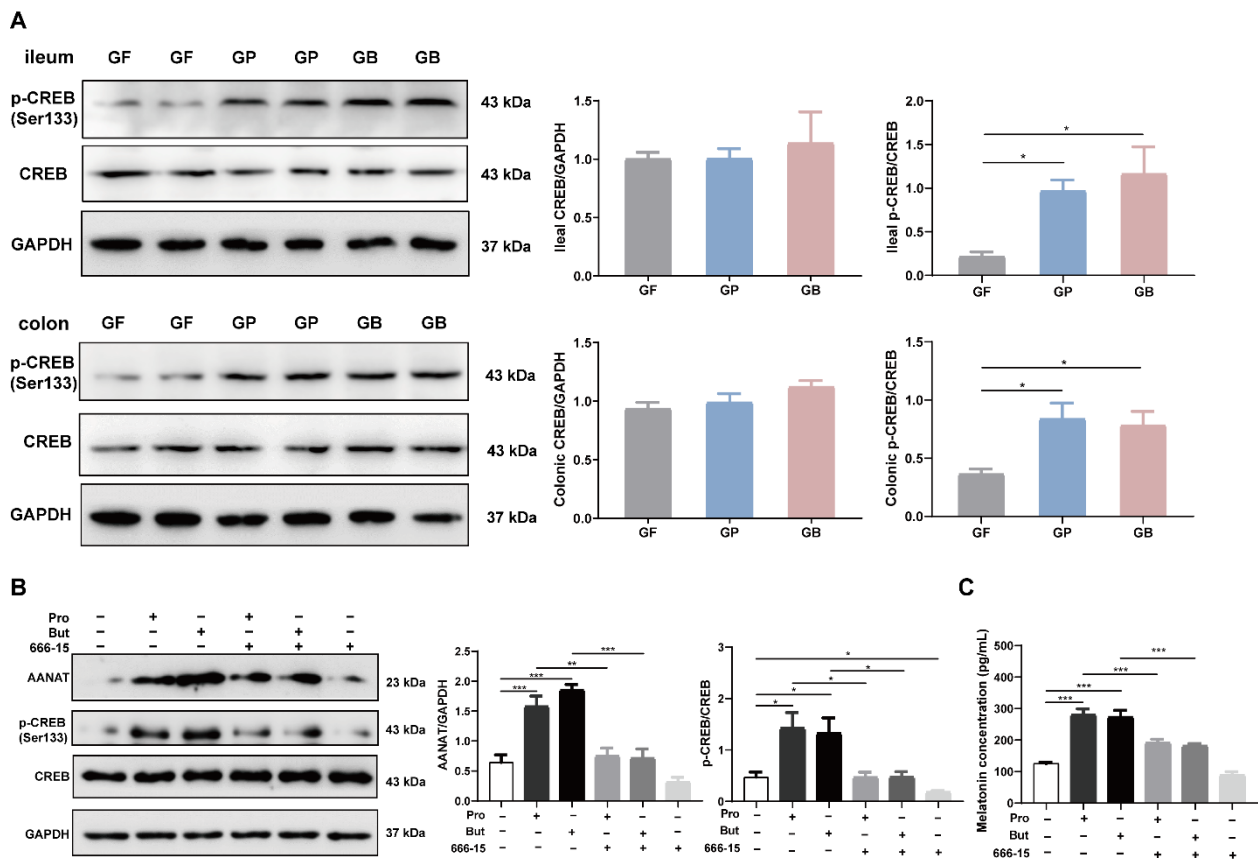 A
ileum GF GF GP GP GB GB
p-CREB
(Ser133)
43 kDa
CREB
43 kDa
GAPDH
37 kDa
Ileal CREB/GAPDH
1.5
1.0
0.5
0.0
GF GP GB
Ileal p-CREB/CREB
2.0
1.5
1.0
0.5
0.0
*
*
GF GP GB
colon GF GF GP GP GB GB
p-CREB
(Ser133)
43 kDa
CREB
43 kDa
GAPDH
37 kDa
Colonic CREB/GAPDH
1.5
1.0
0.5
0.0
GF GP GB
Colonic p-CREB/CREB
1.5
1.0
0.5
0.0
*
*
GF GP GB
B
Pro – + – + – –
But – – + – + –
666-15 – – – + + +
AANAT
23 kDa
p-CREB
(Ser133)
43 kDa
CREB
43 kDa
GAPDH
37 kDa
AANAT/GAPDH
2.5
2.0
1.5
1.0
0.5
0.0
***
**
***
***
Pro – + – + – –
But – – + – + –
666-15 – – – + + +
p-CREB/CREB
4
3
2
1
0
*
*
*
*
*
Pro – + – + – –
But – – + – + –
666-15 – – – + + +
C
Melatonin concentration (pg/mL)
500
400
300
200
100
0
***
***
***
***
Pro – + – + – –
But – – + – + –
666-15 – – – + + +